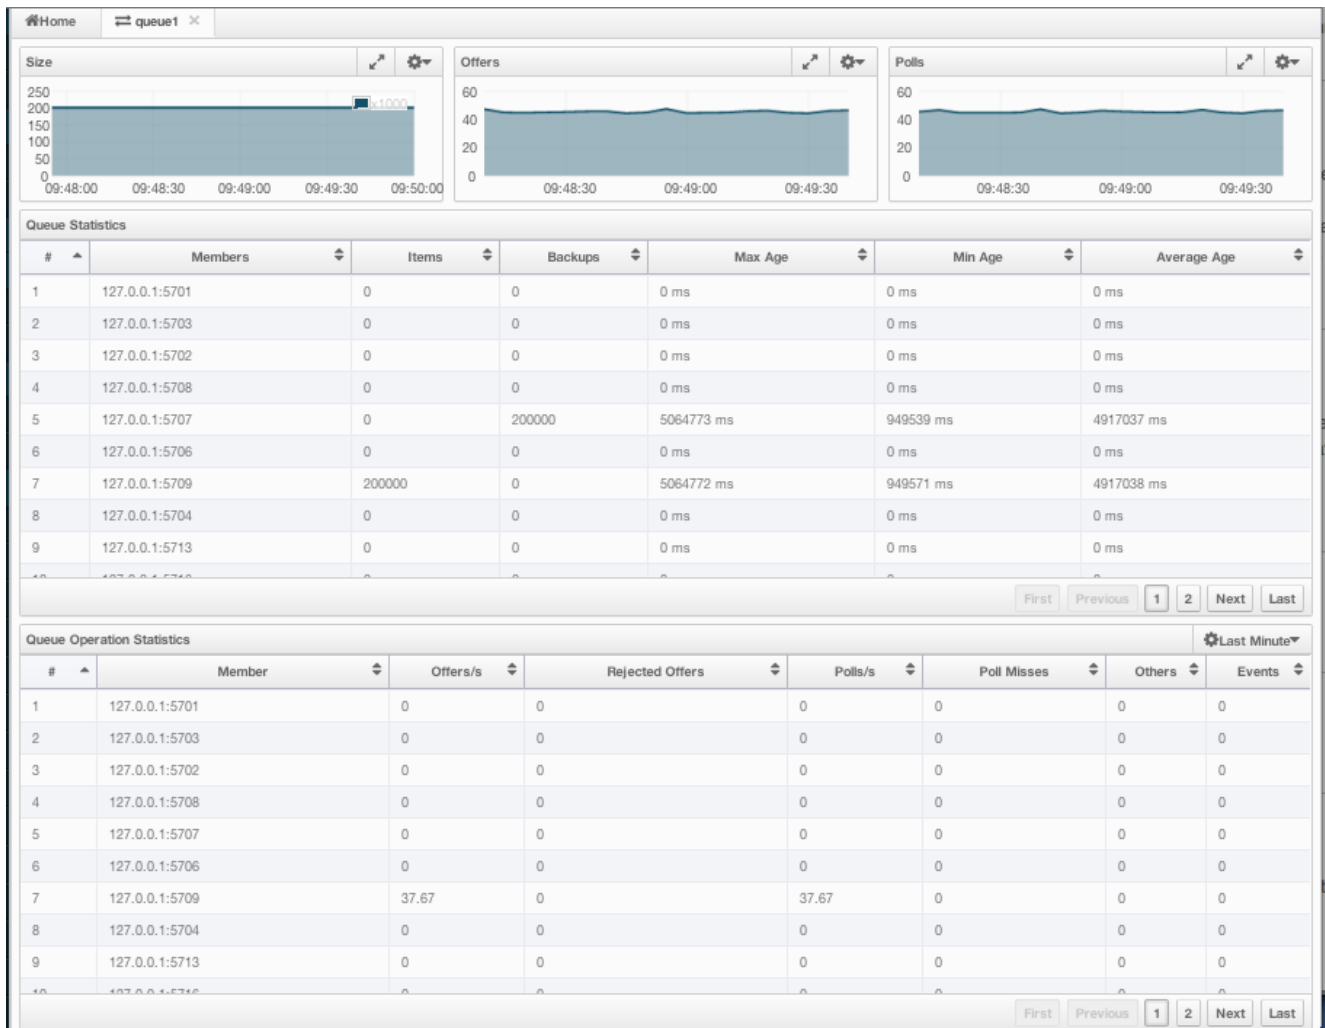 Home queue1
Size Offers Polls
250
200
150
100
50
0
x1000
09:48:00 09:48:30 09:49:00 09:49:30 09:50:00
60
40
20
0
09:48:30 09:49:00 09:49:30
60
40
20
0
09:48:30 09:49:00 09:49:30
Queue Statistics
# Members Items Backups Max Age Min Age Average Age
1 127.0.0.1:5701 0 0 0 ms 0 ms 0 ms
2 127.0.0.1:5703 0 0 0 ms 0 ms 0 ms
3 127.0.0.1:5702 0 0 0 ms 0 ms 0 ms
4 127.0.0.1:5708 0 0 0 ms 0 ms 0 ms
5 127.0.0.1:5707 0 200000 5064773 ms 949539 ms 4917037 ms
6 127.0.0.1:5706 0 0 0 ms 0 ms 0 ms
7 127.0.0.1:5709 200000 0 5064772 ms 949571 ms 4917038 ms
8 127.0.0.1:5704 0 0 0 ms 0 ms 0 ms
9 127.0.0.1:5713 0 0 0 ms 0 ms 0 ms
First Previous 1 2 Next Last
Queue Operation Statistics Last Minute
# Member Offers/s Rejected Offers Polls/s Poll Misses Others Events
1 127.0.0.1:5701 0 0 0 0 0 0
2 127.0.0.1:5703 0 0 0 0 0 0
3 127.0.0.1:5702 0 0 0 0 0 0
4 127.0.0.1:5708 0 0 0 0 0 0
5 127.0.0.1:5707 0 0 0 0 0 0
6 127.0.0.1:5706 0 0 0 0 0 0
7 127.0.0.1:5709 37.67 0 37.67 0 0 0
8 127.0.0.1:5704 0 0 0 0 0 0
9 127.0.0.1:5713 0 0 0 0 0 0
First Previous 1 2 Next Last